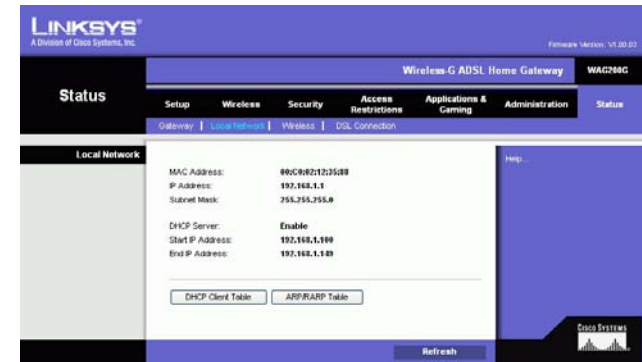 LINKSYS®
A Division of Cisco Systems, Inc.
Firmware Version: V1.00.03
Wireless-G ADSL Home Gateway
WAG200G
Status
Setup
Wireless
Security
Access Restrictions
Applications & Gaming
Administration
Status
Gateway | Local Network | Wireless | DSL Connection
Local Network
MAC Address: 00:C0:02:12:35:88
IP Address: 192.168.1.1
Subnet Mask: 255.255.255.0
DHCP Server: Enable
Start IP Address: 192.168.1.100
End IP Address: 192.168.1.149
DHCP Client Table
ARP/RARP Table
Help...
Refresh
CISCO SYSTEMS